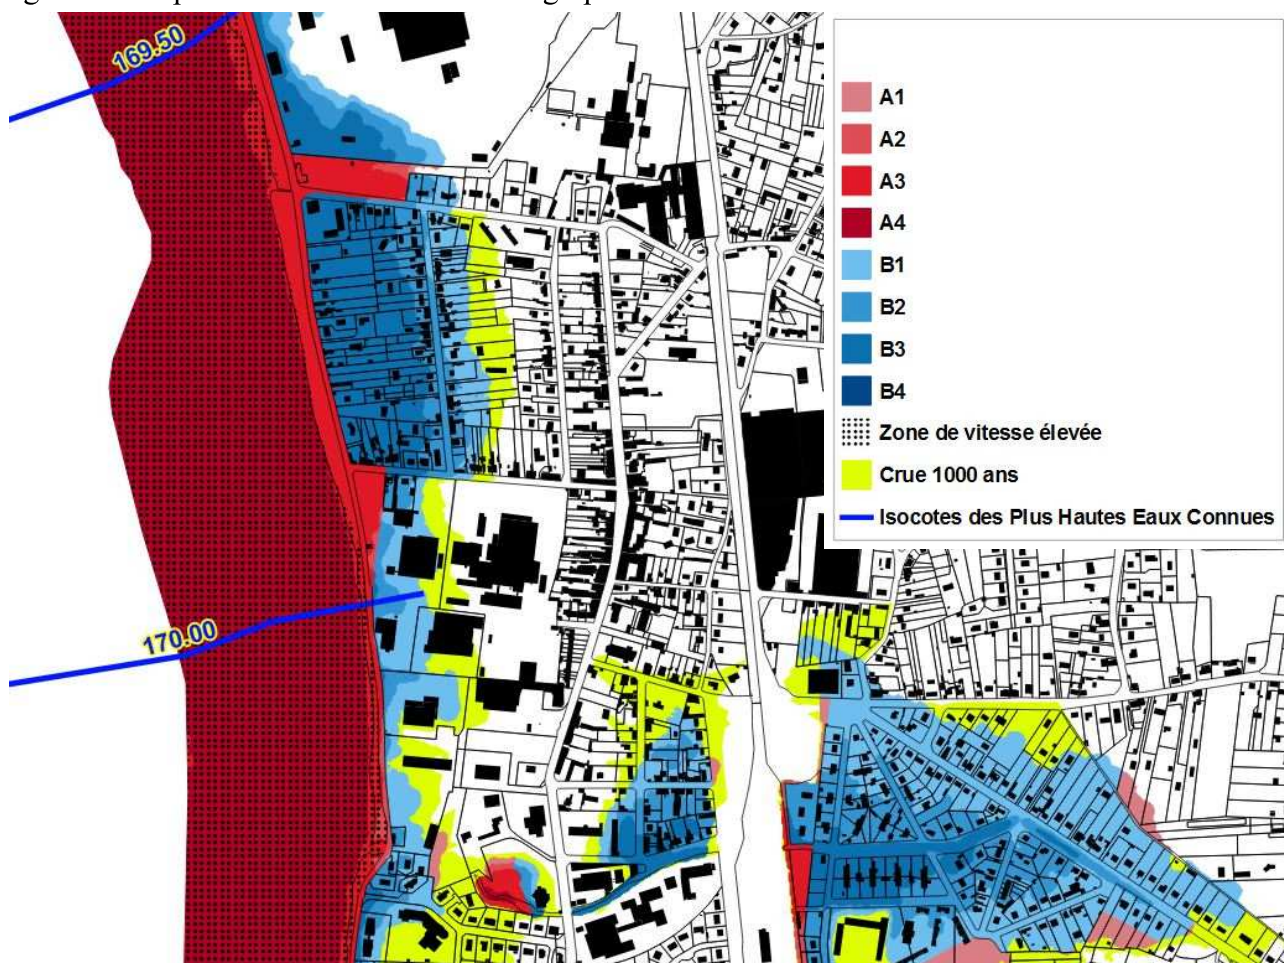 169.50
A1
A2
A3
A4
B1
B2
B3
B4
Zone de vitesse élevée
Crue 1000 ans
Isocotes des Plus Hautes Eaux Connues
170.00